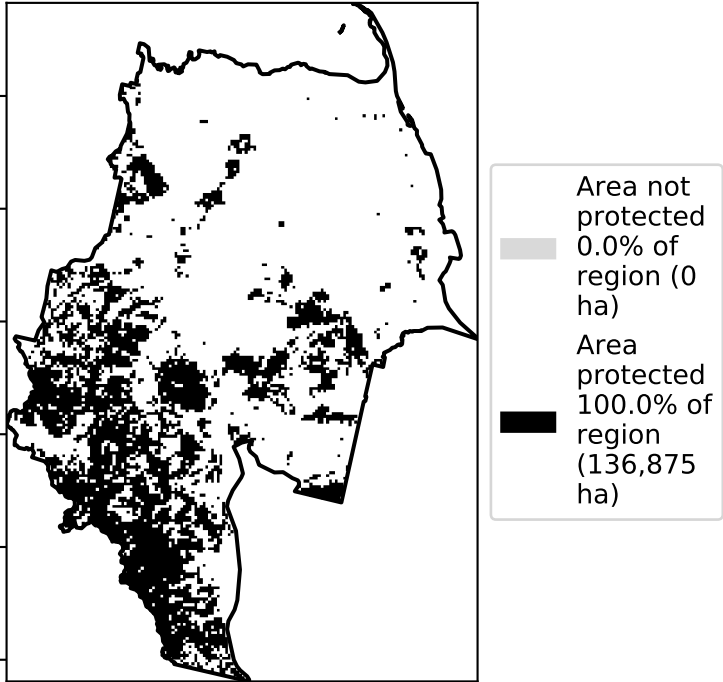 Area not
protected
0.0% of
region (0
ha)
Area
protected
100.0% of
region
(136,875
ha)